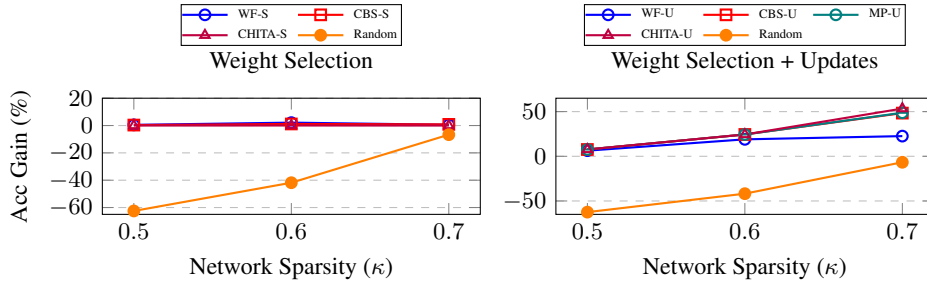 WF-S CBS-S
CHITA-S Random
Weight Selection
20
0
−20
−40
−60
Acc Gain (%)
0.5 0.6 0.7
Network Sparsity (κ)
WF-U CBS-U MP-U
CHITA-U Random
Weight Selection + Updates
50
0
−50
0.5 0.6 0.7
Network Sparsity (κ)